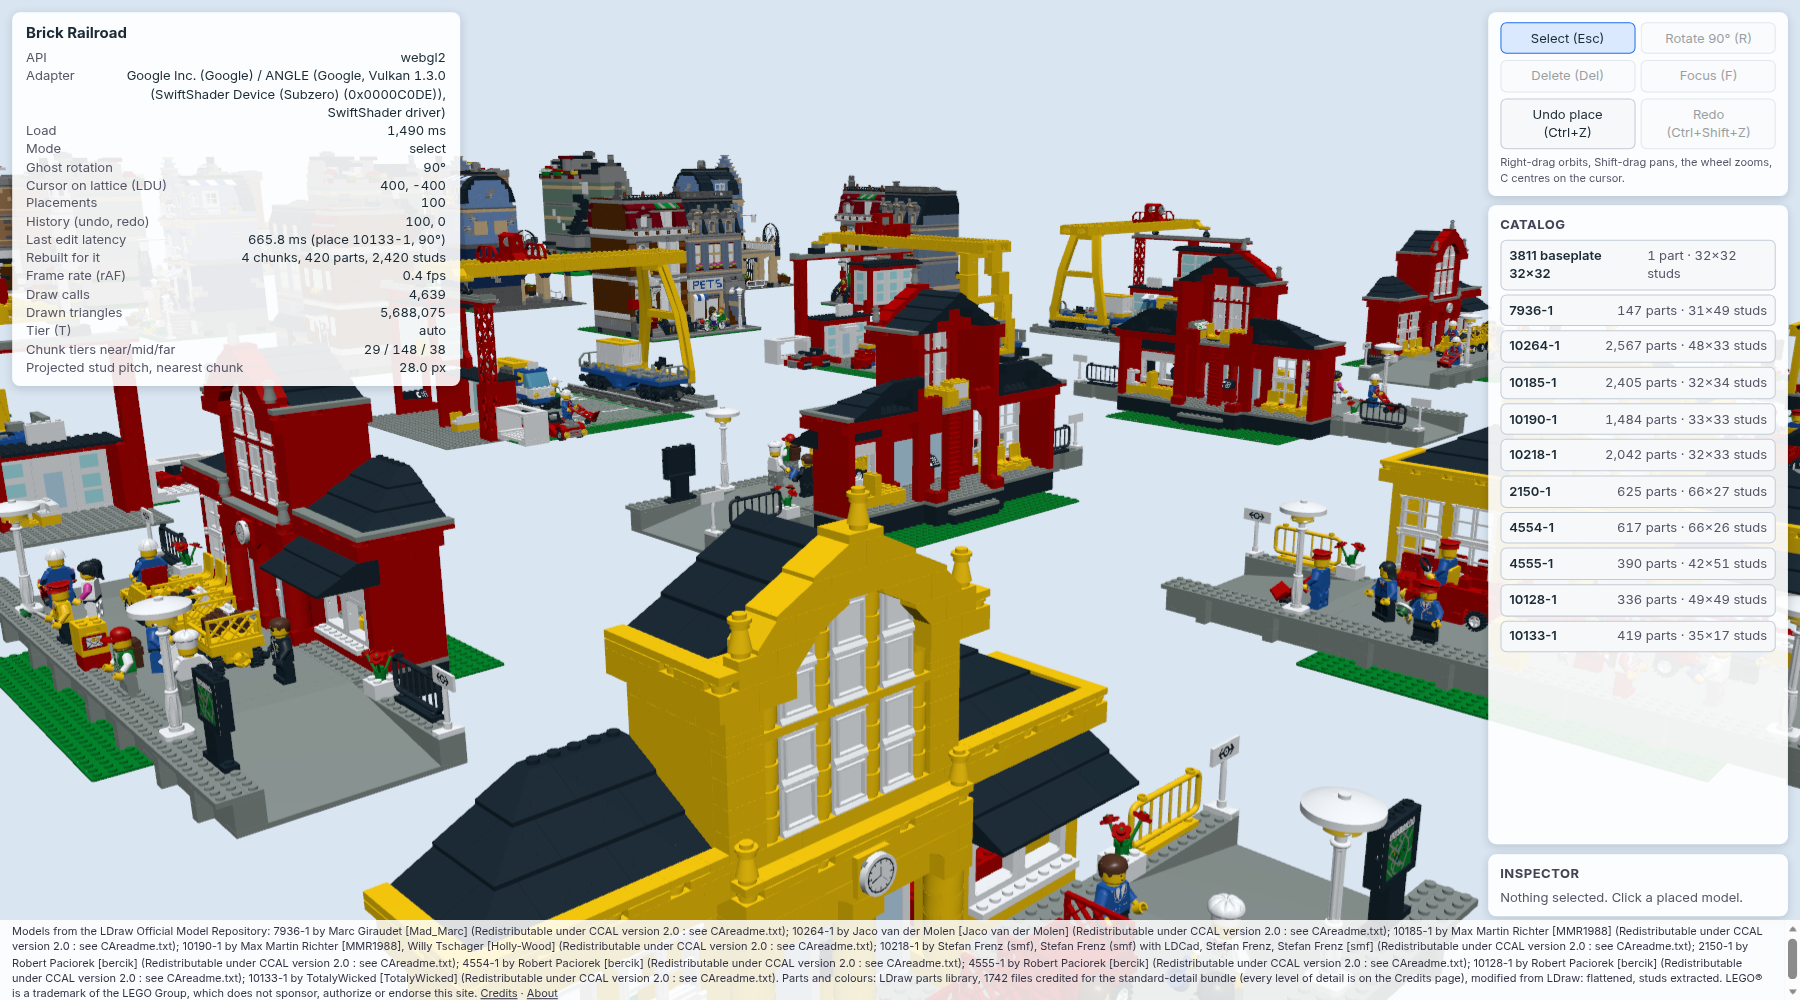 Brick Railroad
API webgl2
Adapter Google Inc. (Google) / ANGLE (Google, Vulkan 1.3.0
(SwiftShader Device (Subzero) (0x0000C0DE)),
SwiftShader driver)
Load 1,490 ms
Mode select
Ghost rotation 90°
Cursor on lattice (LDU) 400, -400
Placements 100
History (undo, redo) 100, 0
Last edit latency 665.8 ms (place 10133-1, 90°)
Rebuilt for it 4 chunks, 420 parts, 2,420 studs
Frame rate (rAF) 0.4 fps
Draw calls 4,639
Drawn triangles 5,688,075
Tier (T) auto
Chunk tiers near/mid/far 29 / 148 / 38
Projected stud pitch, nearest chunk 28.0 px
PETS
Select (Esc)
Rotate 90° (R)
Delete (Del)
Focus (F)
Undo place
(Ctrl+Z)
Redo
(Ctrl+Shift+Z)
Right-drag orbits, Shift-drag pans, the wheel zooms,
C centres on the cursor.
CATALOG
3811 baseplate 1 part · 32×32
32×32 studs
7936-1 147 parts · 31×49 studs
10264-1 2,567 parts · 48×33 studs
10185-1 2,405 parts · 32×34 studs
10190-1 1,484 parts · 33×33 studs
10218-1 2,042 parts · 32×33 studs
2150-1 625 parts · 66×27 studs
4554-1 617 parts · 66×26 studs
4555-1 390 parts · 42×51 studs
10128-1 336 parts · 49×49 studs
10133-1 419 parts · 35×17 studs
INSPECTOR
Nothing selected. Click a placed model.
Models from the LDraw Official Model Repository: 7936-1 by Marc Giraudet [Mad_Marc] (Redistributable under CCAL version 2.0 : see CAreadme.txt); 10264-1 by Jaco van der Molen [Jaco van der Molen] (Redistributable under CCAL version 2.0 : see CAreadme.txt); 10185-1 by Max Martin Richter [MMR1988] (Redistributable under CCAL
version 2.0 : see CAreadme.txt); 10190-1 by Max Martin Richter [MMR1988], Willy Tschager [Holly-Wood] (Redistributable under CCAL version 2.0 : see CAreadme.txt); 10218-1 by Stefan Frenz (smf), Stefan Frenz (smf) with LDCad, Stefan Frenz, Stefan Frenz [smf] (Redistributable under CCAL version 2.0 : see CAreadme.txt); 2150-1 by
Robert Paciorek [bercik] (Redistributable under CCAL version 2.0 : see CAreadme.txt); 4554-1 by Robert Paciorek [bercik] (Redistributable under CCAL version 2.0 : see CAreadme.txt); 4555-1 by Robert Paciorek [bercik] (Redistributable under CCAL version 2.0 : see CAreadme.txt); 10128-1 by Robert Paciorek [bercik] (Redistributable
under CCAL version 2.0 : see CAreadme.txt); 10133-1 by TotalyWicked [TotalyWicked] (Redistributable under CCAL version 2.0 : see CAreadme.txt). Parts and colours: LDraw parts library, 1742 files credited for the standard-detail bundle (every level of detail is on the Credits page), modified from LDraw: flattened, studs extracted. LEGO®
is a trademark of the LEGO Group, which does not sponsor, authorize or endorse this site. Credits · About